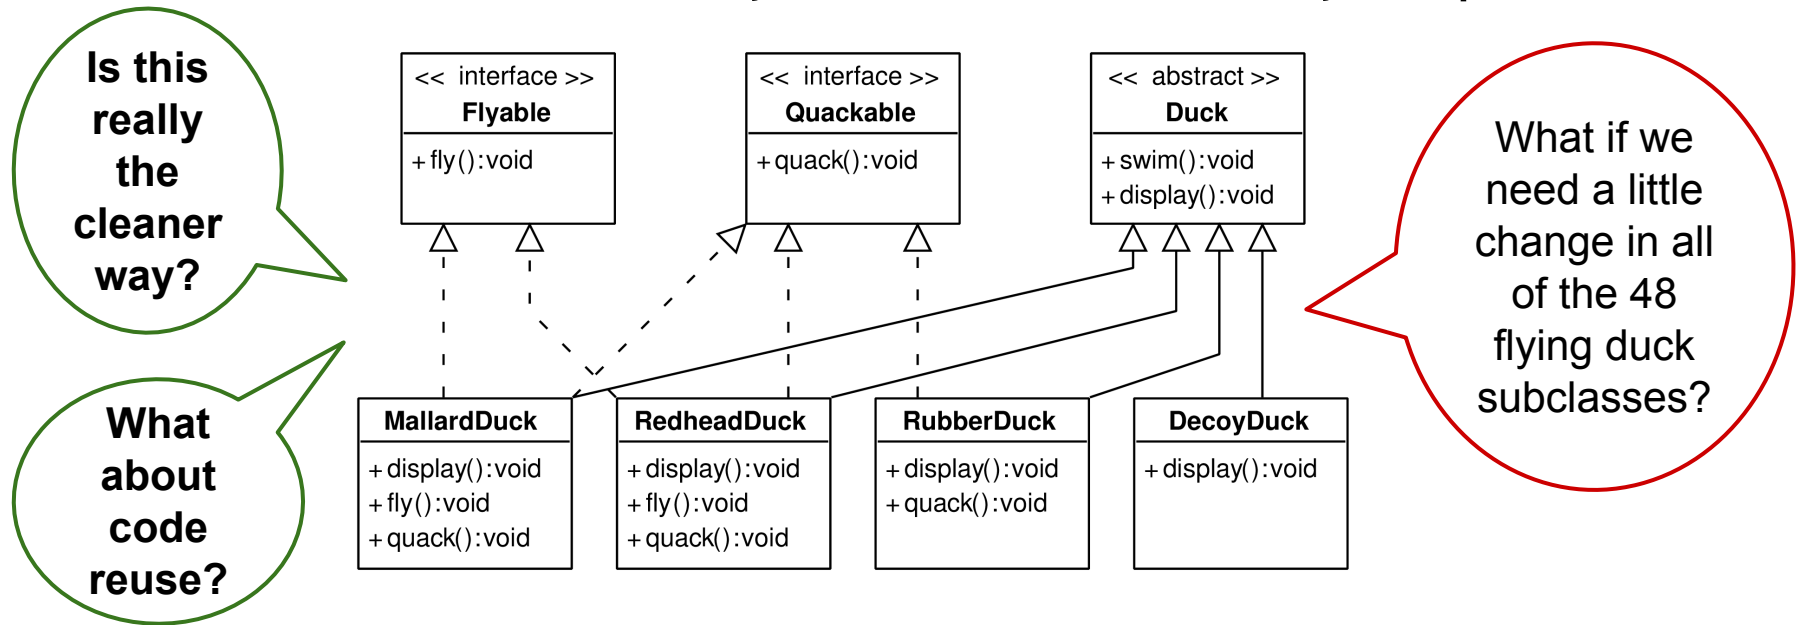 Is this
really
the
cleaner
way?
What
about
code
reuse?
<< interface >>
Flyable
+ fly():void
<< interface >>
Quackable
+ quack():void
<< abstract >>
Duck
+ swim():void
+ display():void
MallardDuck
+ display():void
+ fly():void
+ quack():void
RedheadDuck
+ display():void
+ fly():void
+ quack():void
RubberDuck
+ display():void
+ quack():void
DecoyDuck
+ display():void
What if we
need a little
change in all
of the 48
flying duck
subclasses?